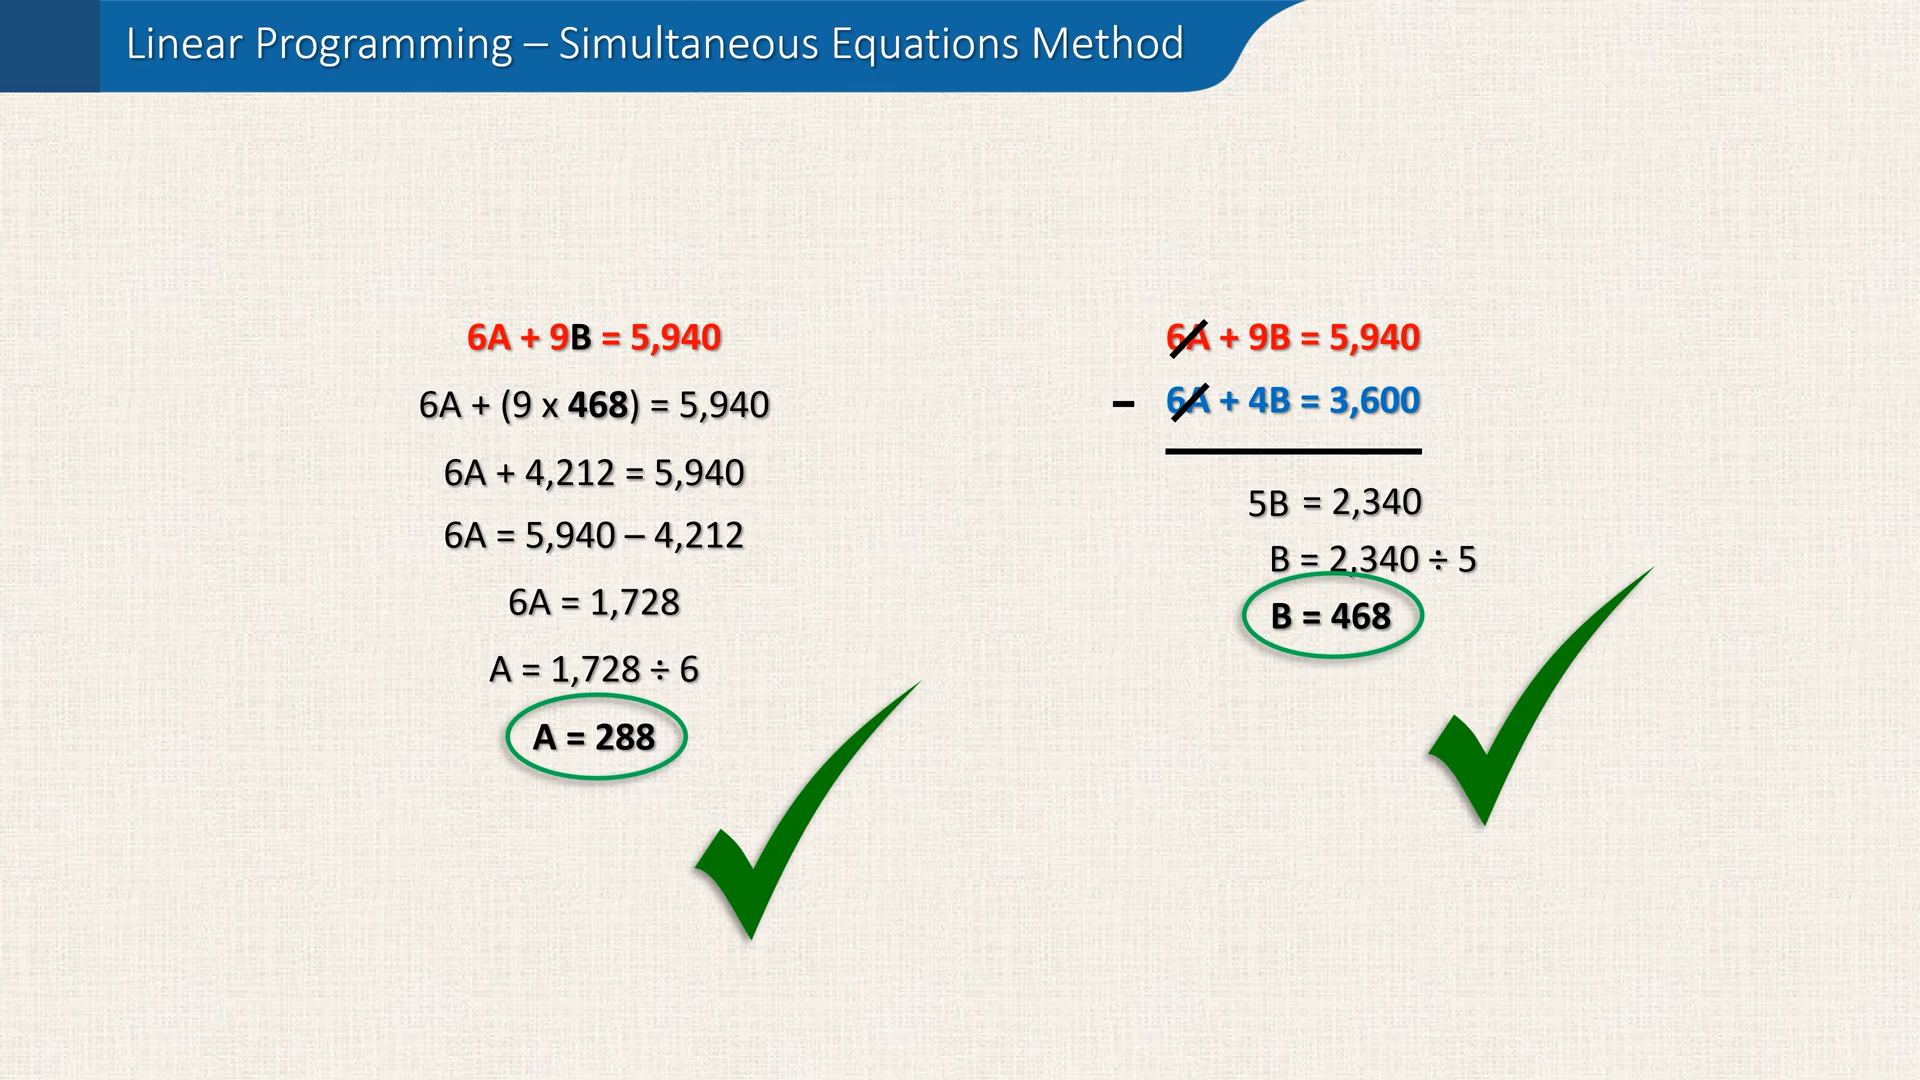 Linear Programming – Simultaneous Equations Method
6A + 9B = 5,940
6A + (9 x 468) = 5,940
6A + 4,212 = 5,940
6A = 5,940 – 4,212
6A = 1,728
A = 1,728 ÷ 6
A = 288
6A + 9B = 5,940
– 6A + 4B = 3,600
5B = 2,340
B = 2,340 ÷ 5
B = 468